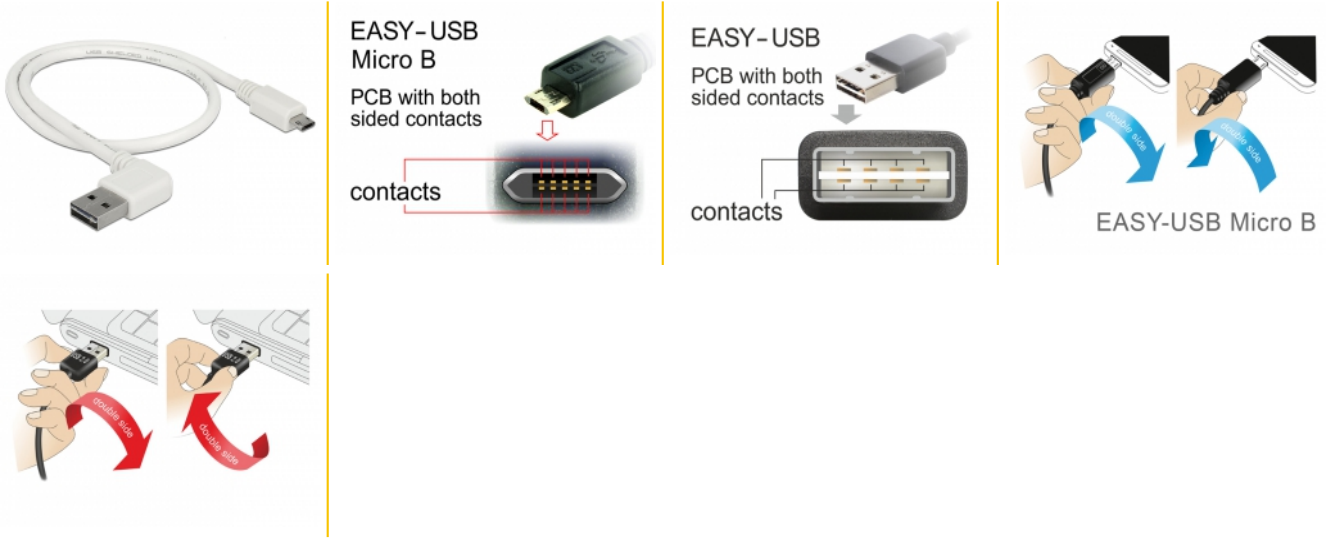 EASY-USB
Micro B
PCB with both
sided contacts
contacts
EASY-USB
PCB with both
sided contacts
contacts
double side
double side
EASY-USB Micro B
double side
double side